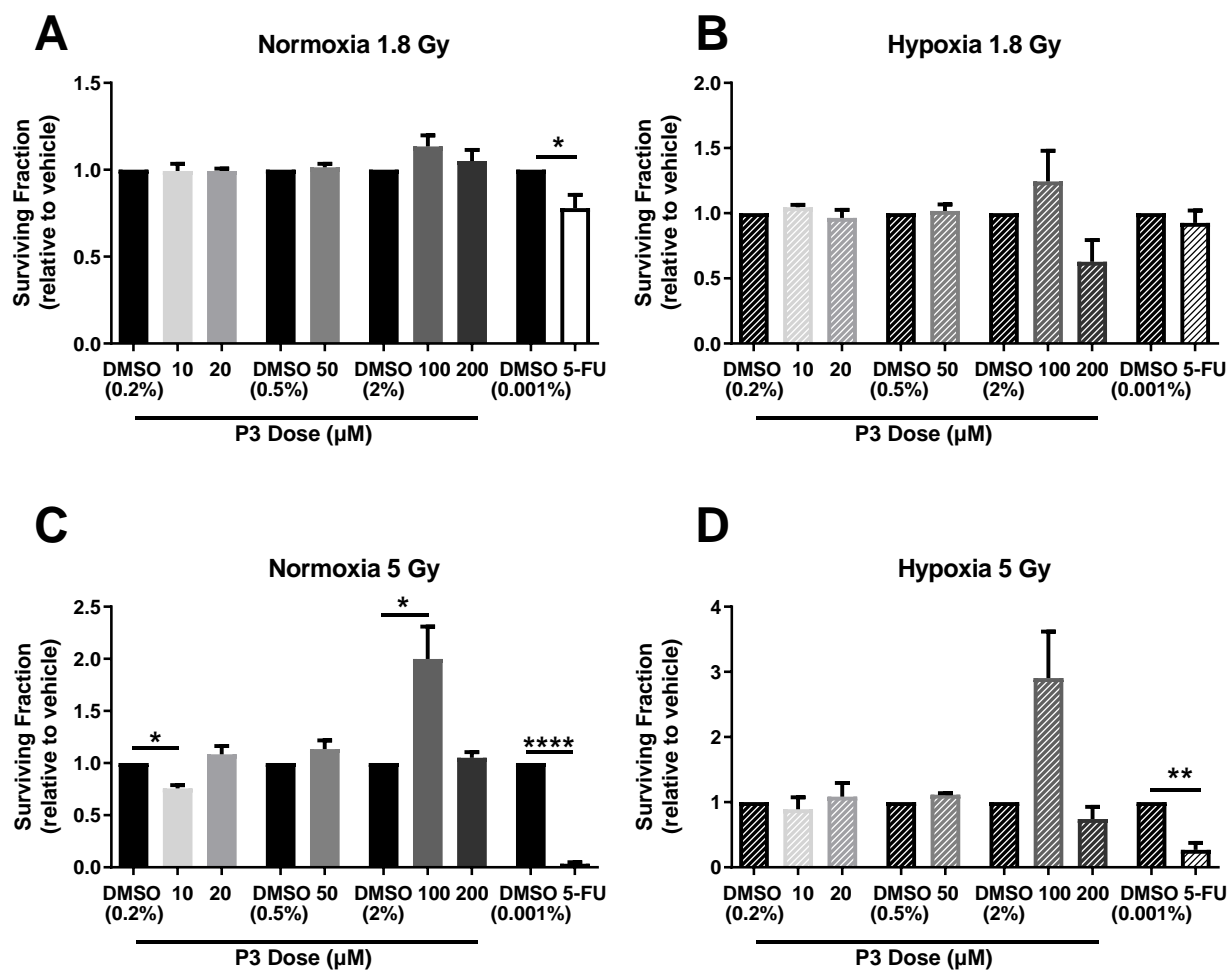 A
Normoxia 1.8 Gy
Surviving Fraction
(relative to vehicle)
1.5
1.0
0.5
0.0
*
DMSO 10 20 DMSO 50 DMSO 100 200 DMSO 5-FU
(0.2%) (0.5%) (2%) (0.001%)
P3 Dose (µM)
B
Hypoxia 1.8 Gy
Surviving Fraction
(relative to vehicle)
2.0
1.5
1.0
0.5
0.0
DMSO 10 20 DMSO 50 DMSO 100 200 DMSO 5-FU
(0.2%) (0.5%) (2%) (0.001%)
P3 Dose (µM)
C
Normoxia 5 Gy
Surviving Fraction
(relative to vehicle)
2.5
2.0
1.5
1.0
0.5
0.0
* * ****
DMSO 10 20 DMSO 50 DMSO 100 200 DMSO 5-FU
(0.2%) (0.5%) (2%) (0.001%)
P3 Dose (µM)
D
Hypoxia 5 Gy
Surviving Fraction
(relative to vehicle)
4
3
2
1
0
**
DMSO 10 20 DMSO 50 DMSO 100 200 DMSO 5-FU
(0.2%) (0.5%) (2%) (0.001%)
P3 Dose (µM)